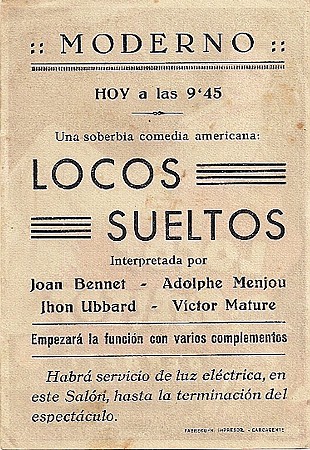 :: MODERNO ::
HOY a las 9'45
Una soberbia comedia americana:
LOCOS
SUELTOS
Interpretada por
Joan Bennet - Adolphe Menjou
Jhon Ubbard - Víctor Mature
Empezará la función con varios complementos
Habrá servicio de luz eléctrica, en
este Salón, hasta la terminación del
espectáculo.
IMPRESOR. - CARCAGENTE